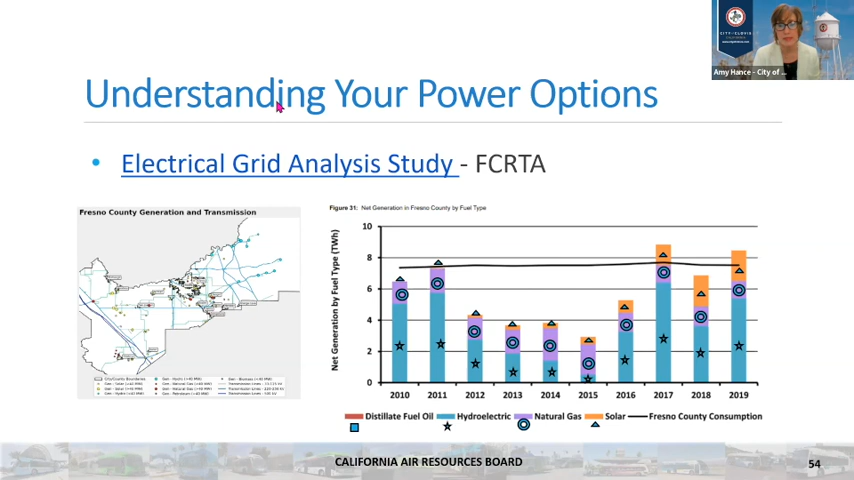 CITY of CLOVIS
Amy Hance - City of ...
Understanding Your Power Options
• Electrical Grid Analysis Study - FCRTA
Fresno County Generation and Transmission
Figure 31: Net Generation in Fresno County by Fuel Type
Net Generation by Fuel Type (TWh)
10
8
6
4
2
0
2010 2011 2012 2013 2014 2015 2016 2017 2018 2019
Distillate Fuel Oil Hydroelectric Natural Gas Solar Fresno County Consumption
CALIFORNIA AIR RESOURCES BOARD
54